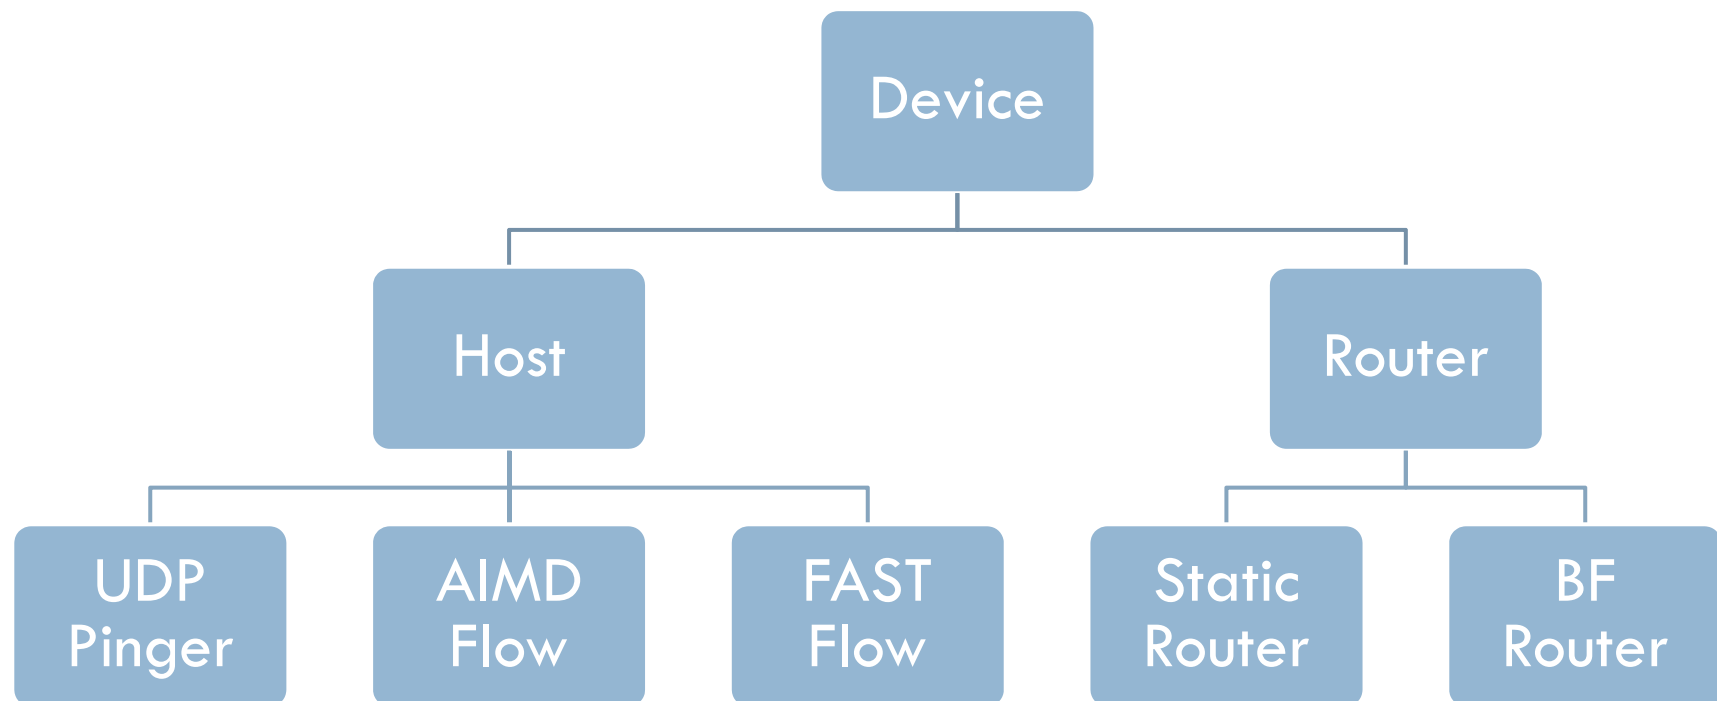 Device
Host
Router
UDP
Pinger
AIMD
Flow
FAST
Flow
Static
Router
BF
Router